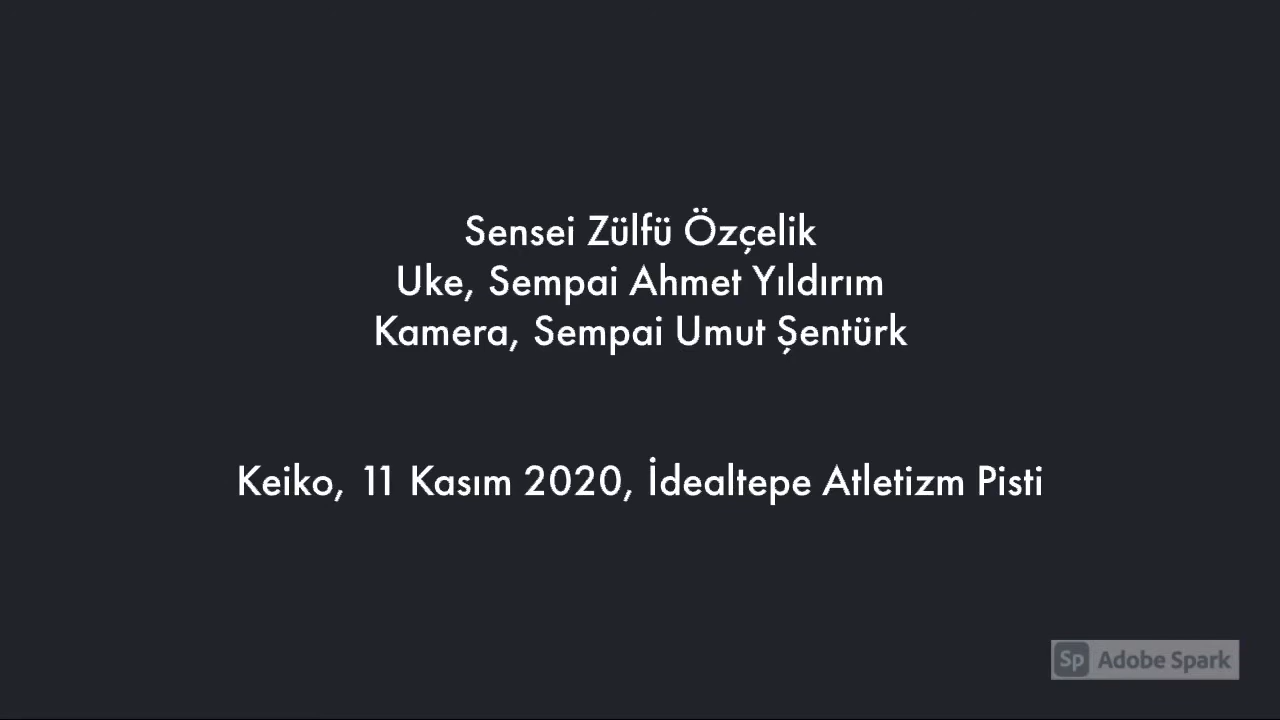 Sensei Zülfü Özçelik
Uke, Sempai Ahmet Yıldırım
Kamera, Sempai Umut Şentürk
Keiko, 11 Kasım 2020, İdealtepe Atletizm Pisti
Sp Adobe Spark